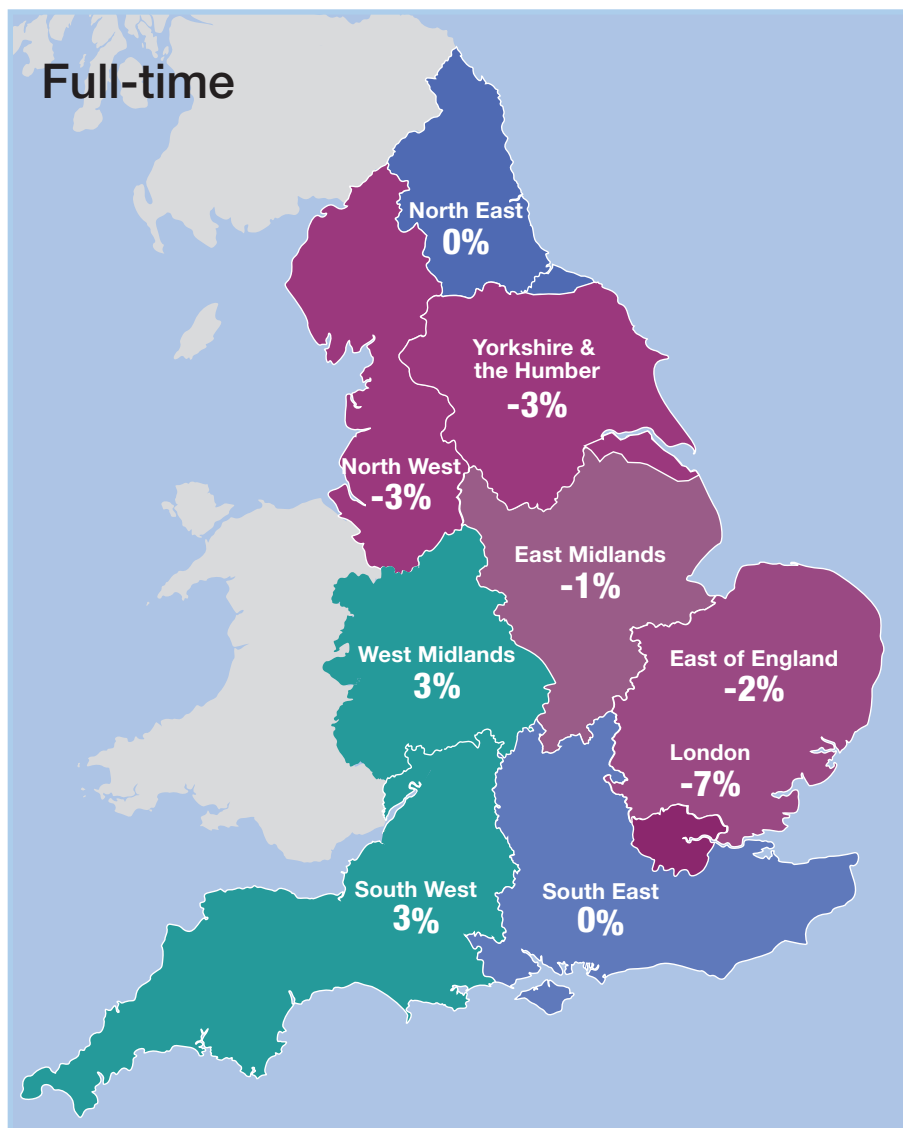 Full-time
North East
0%
Yorkshire &
the Humber
-3%
North West
-3%
East Midlands
-1%
West Midlands
3%
East of England
-2%
London
-7%
South West
3%
South East
0%